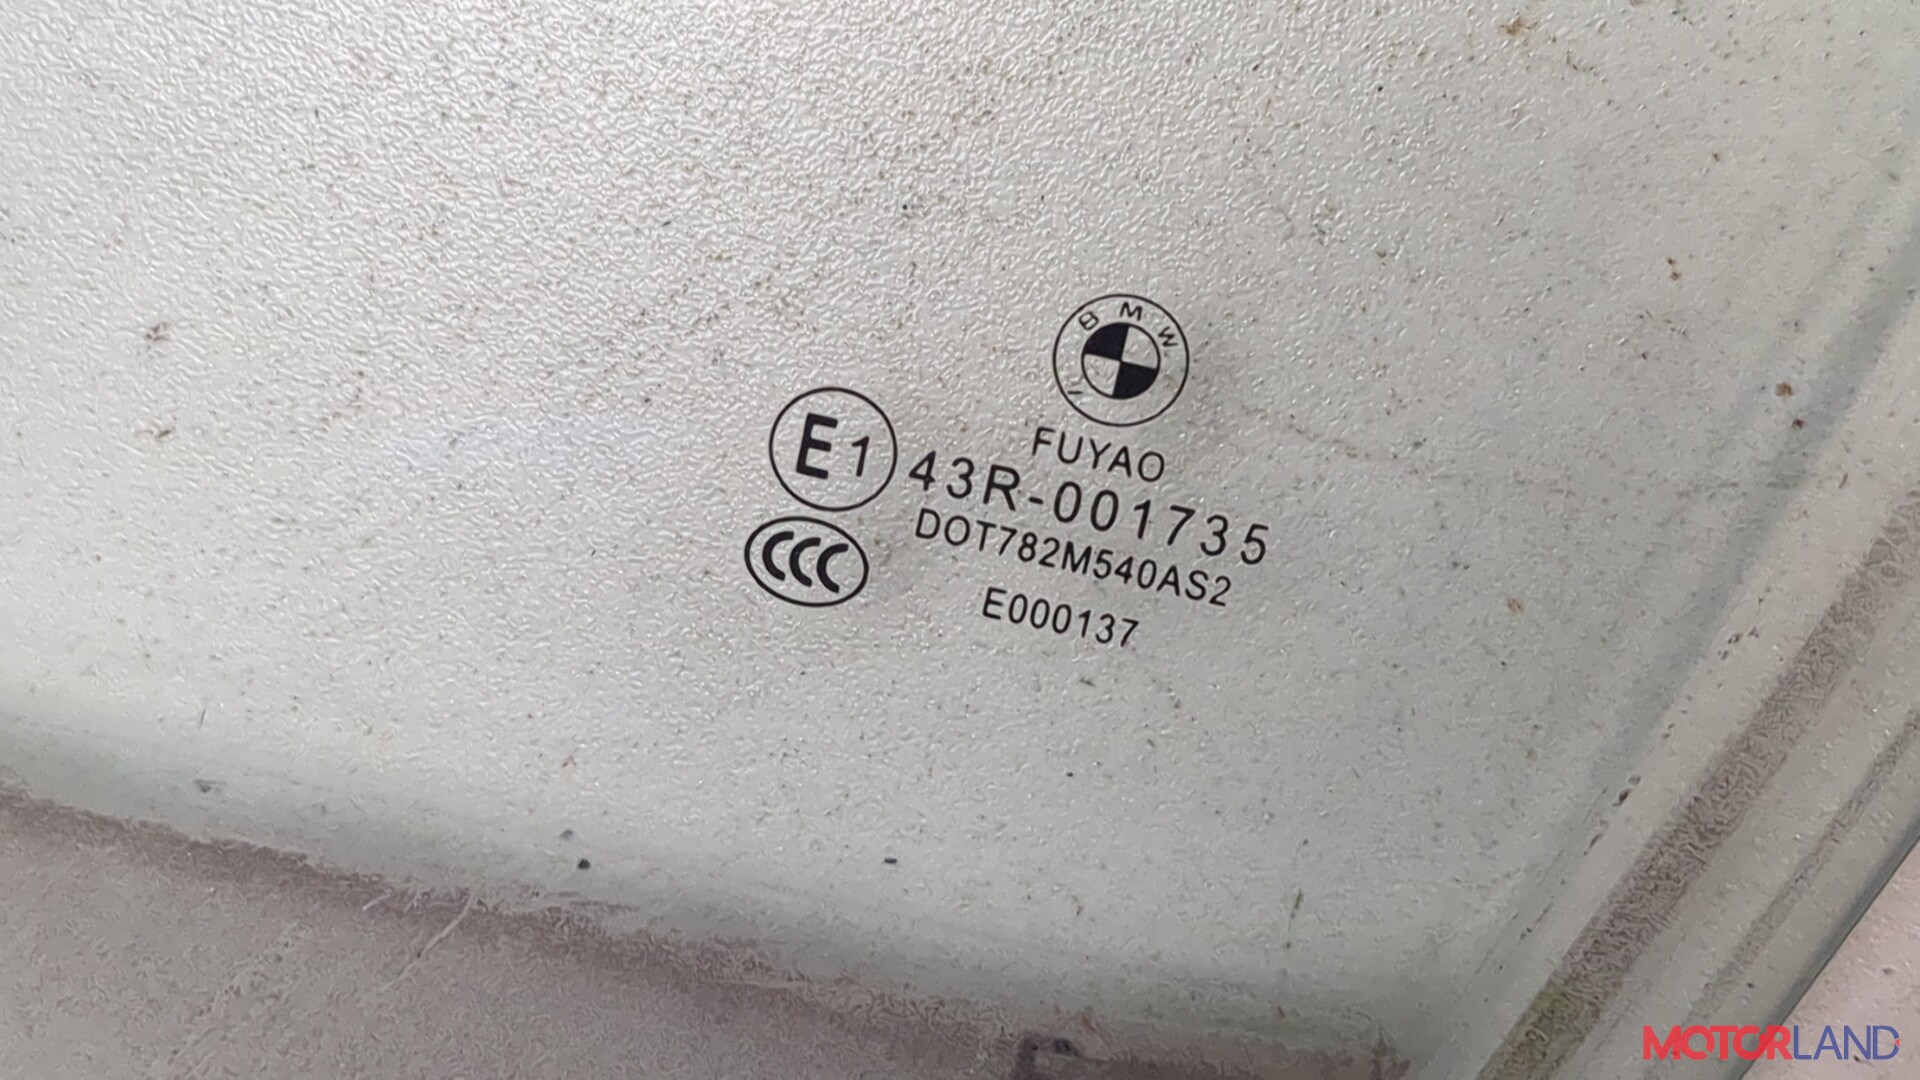 BMW
FUYAO
E1 43R-001735
CCC
DOT782M540AS2
E000137
MOTORLAND